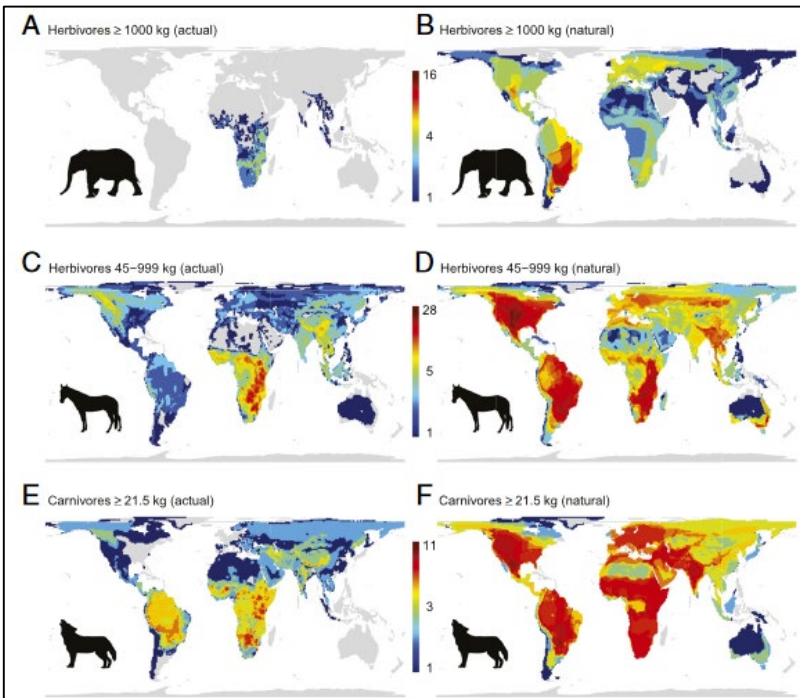 A Herbivores ≥ 1000 kg (actual)
B Herbivores ≥ 1000 kg (natural)
16
4
1
C Herbivores 45–999 kg (actual)
D Herbivores 45–999 kg (natural)
28
5
1
E Carnivores ≥ 21.5 kg (actual)
F Carnivores ≥ 21.5 kg (natural)
11
3
1